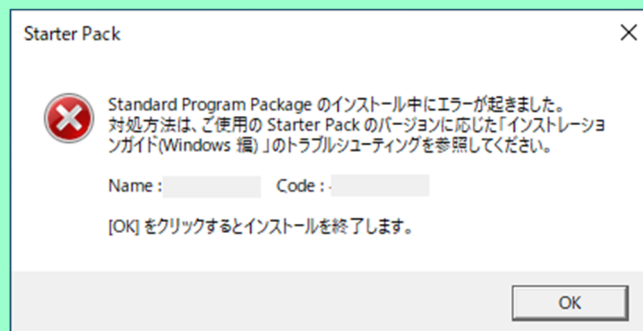 Starter Pack
Standard Program Package のインストール中にエラーが起きました。
対処方法は、ご使用の Starter Pack のバージョンに応じた「インストレーショ
ンガイド(Windows 編) 」のトラブルシューティングを参照してください。
Name : Code :
[OK] をクリックするとインストールを終了します。
OK